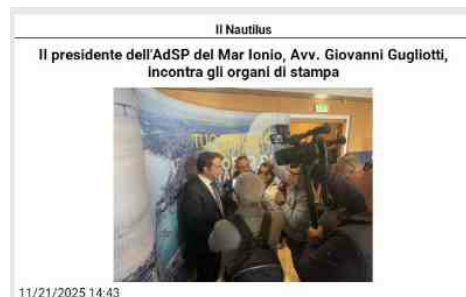 Il Nautilus
Il presidente dell'AdSP del Mar Ionio, Avv. Giovanni Gugliotti,
incontra gli organi di stampa
11/21/2025 14:43